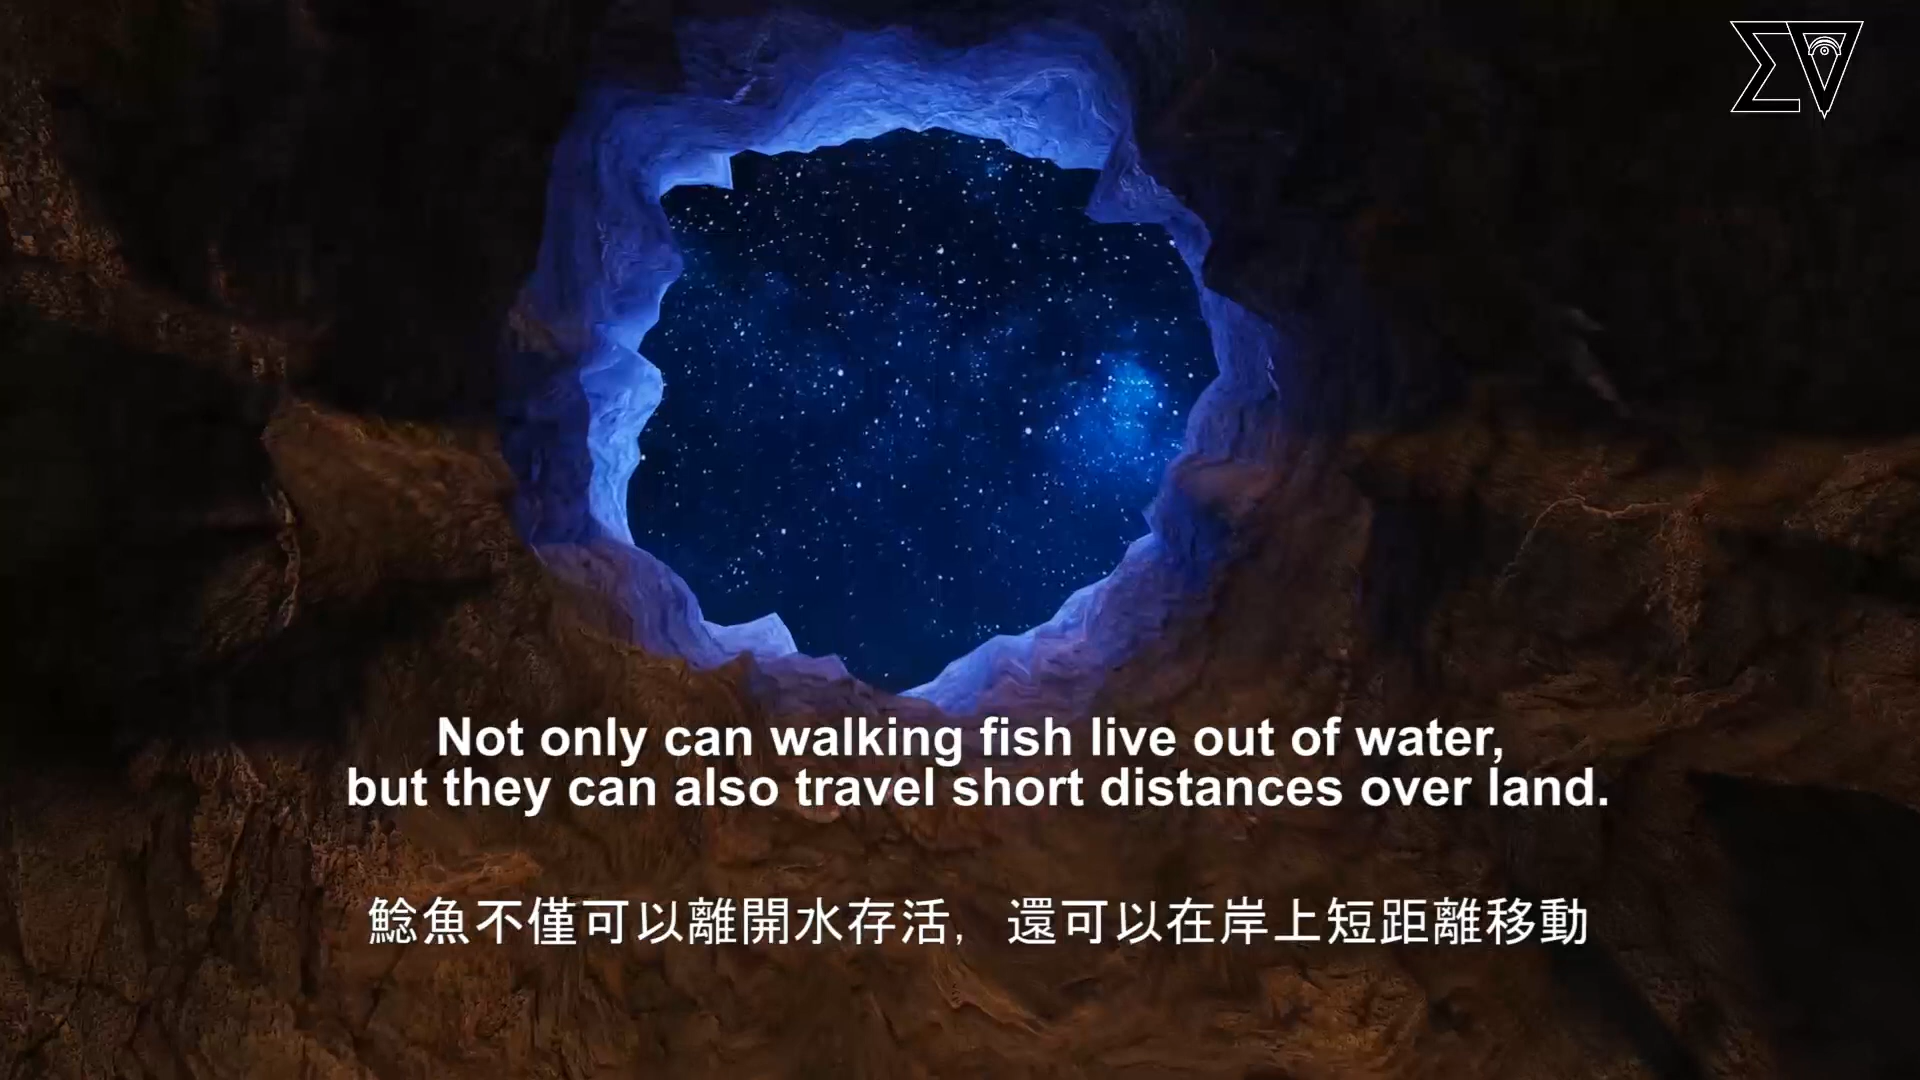 Not only can walking fish live out of water,
but they can also travel short distances over land.
鯰魚不僅可以離開水存活, 還可以在岸上短距離移動